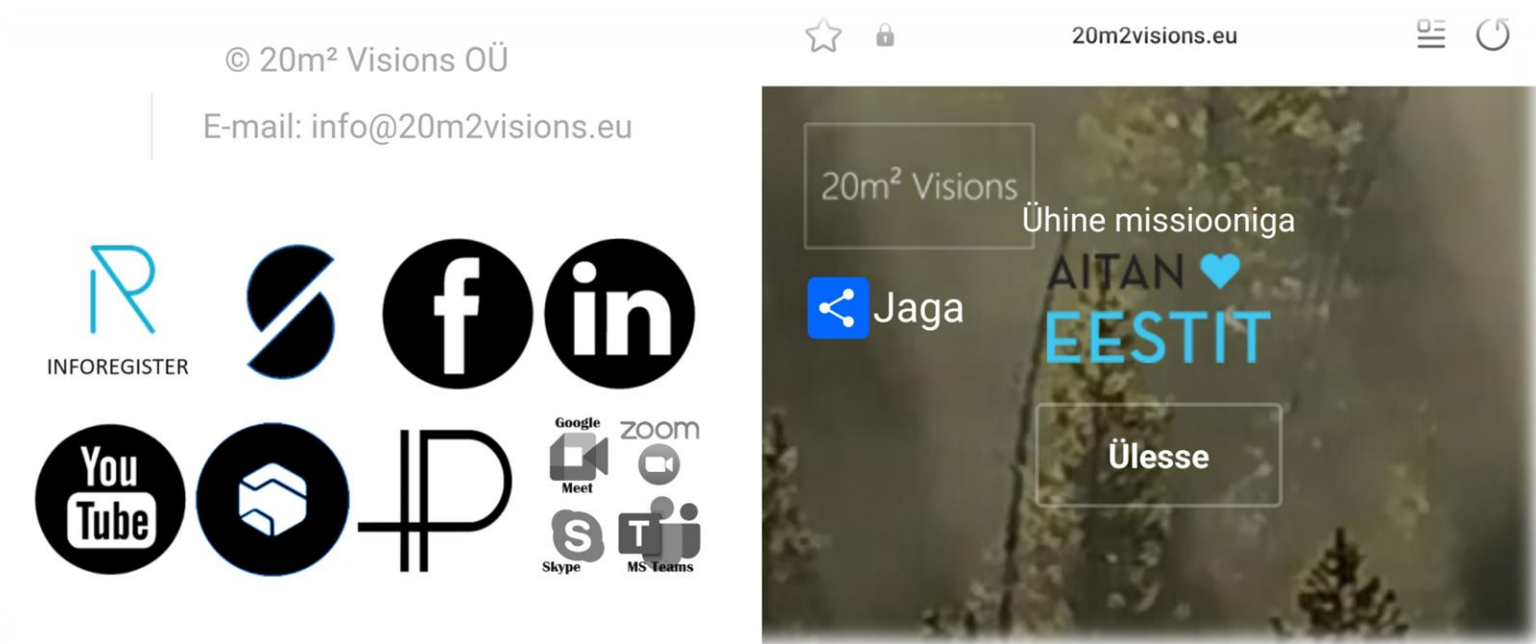 © 20m² Visions OÜ
E-mail: info@20m2visions.eu
INFOREGISTER
f
in
You
Tube
Google
Meet
zoom
S
Skype
T
MS Teams
20m2visions.eu
20m² Visions
Ühine missiooniga
AITAN
EESTIT
Jaga
Ülesse